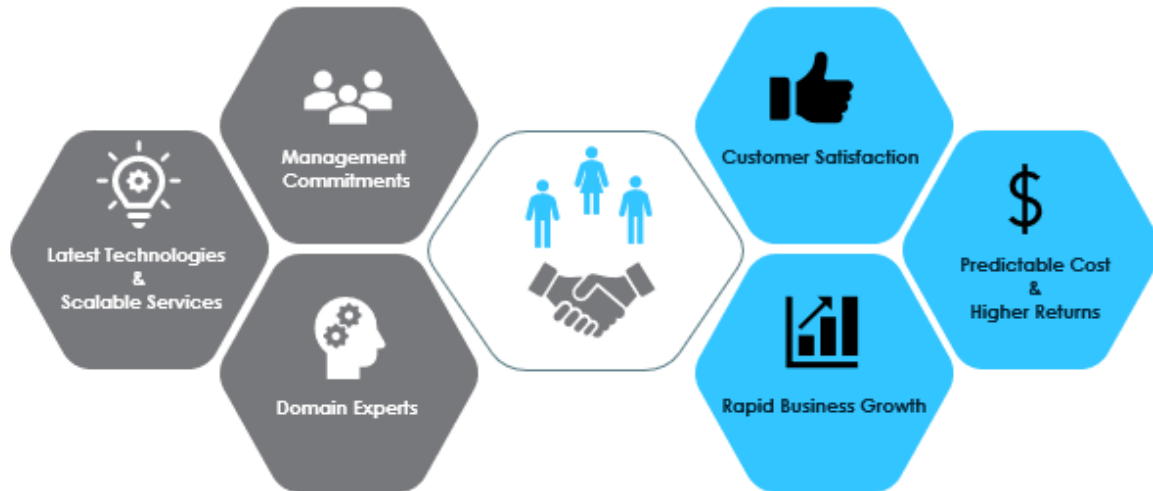 Management
Commitments
Latest Technologies
&
Scalable Services
Domain Experts
Customer Satisfaction
Predictable Cost
&
Higher Returns
Rapid Business Growth
$